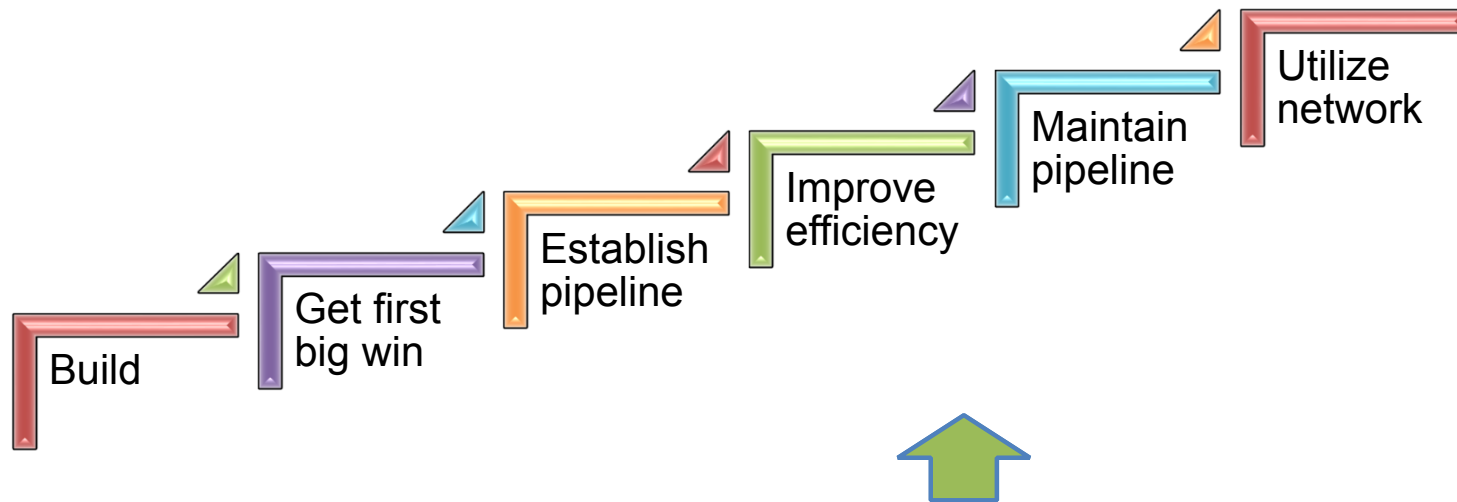 Build
Get first
big win
Establish
pipeline
Improve
efficiency
Maintain
pipeline
Utilize
network